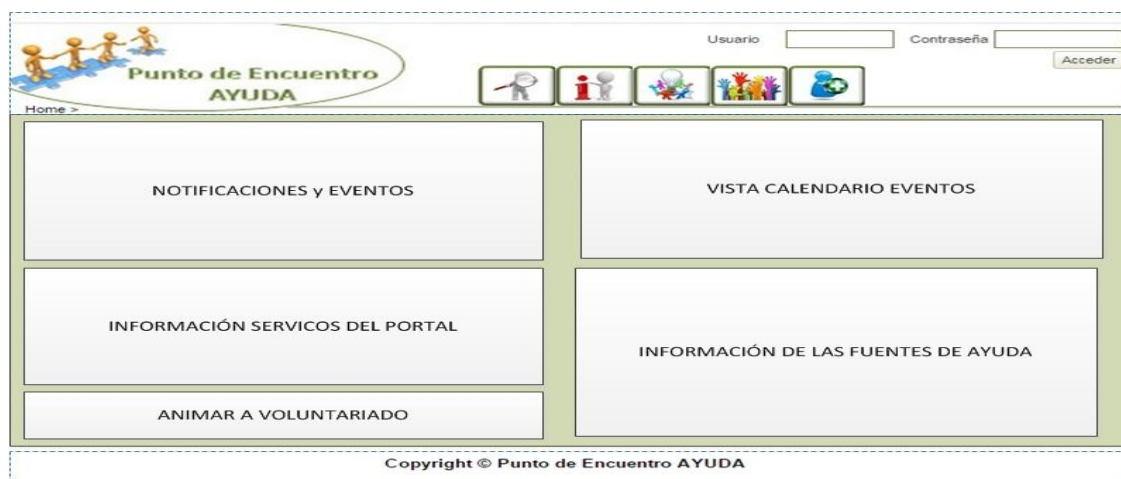 Usuario
Contraseña
Acceder
Punto de Encuentro
AYUDA
Home >
NOTIFICACIONES y EVENTOS
VISTA CALENDARIO EVENTOS
INFORMACIÓN SERVICOS DEL PORTAL
INFORMACIÓN DE LAS FUENTES DE AYUDA
ANIMAR A VOLUNTARIADO
Copyright © Punto de Encuentro AYUDA